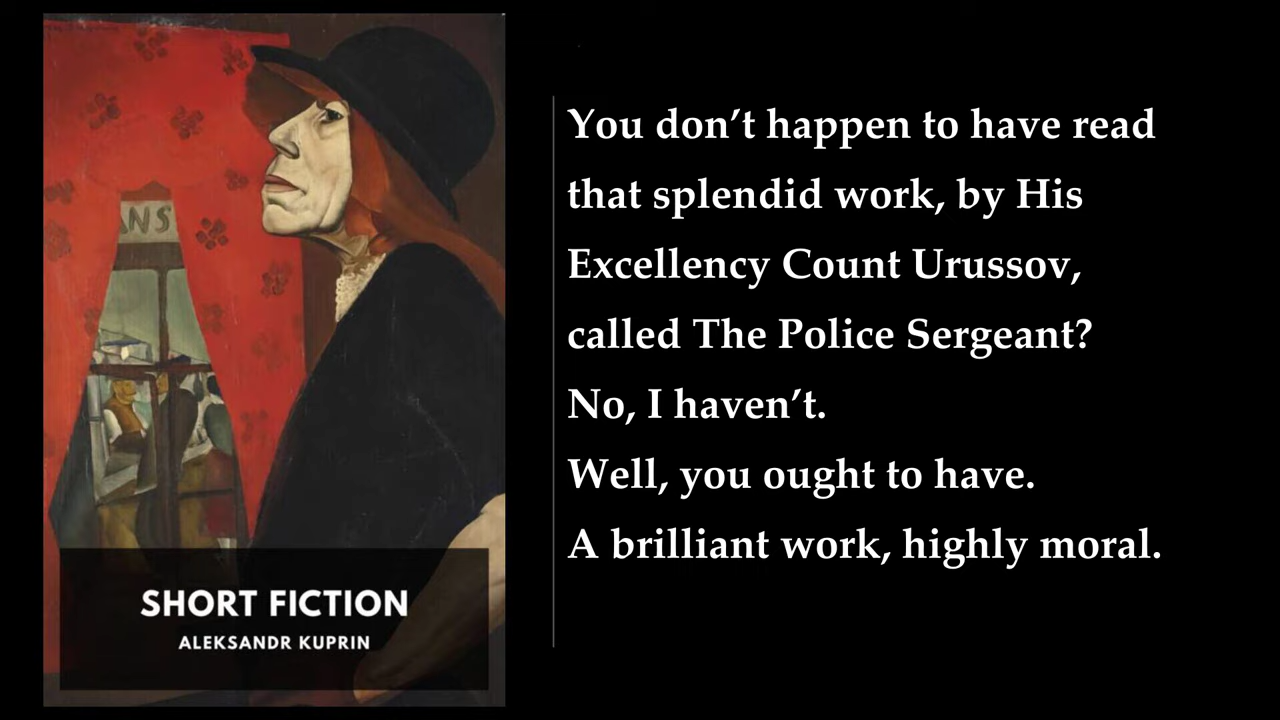 NS
SHORT FICTION
ALEKSANDR KUPRIN
You don’t happen to have read
that splendid work, by His
Excellency Count Urussov,
called The Police Sergeant?
No, I haven’t.
Well, you ought to have.
A brilliant work, highly moral.